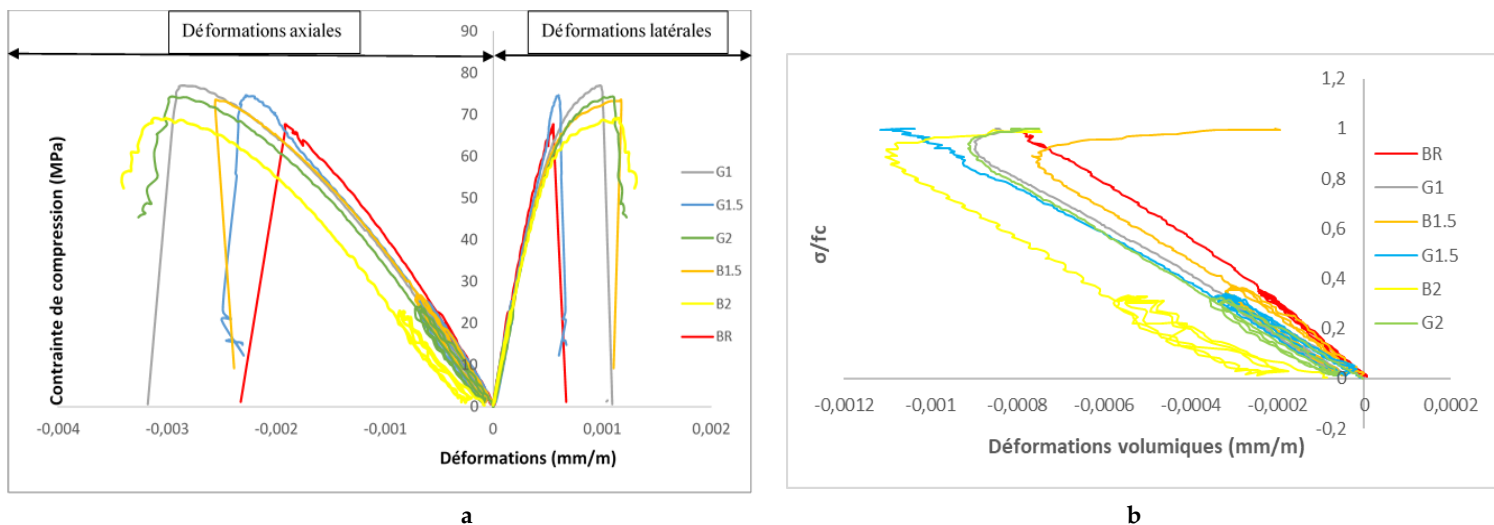 Déformations axiales
Déformations latérales
90
80
70
60
50
40
30
20
10
0
Contrainte de compression (MPa)
-0,004
-0,003
-0,002
-0,001
0
0,001
0,002
Déformations (mm/m)
G1
G1.5
G2
B1.5
B2
BR
a
1,2
1
0,8
0,6
0,4
0,2
0
-0,2
σ/fc
-0,0012
-0,001
-0,0008
-0,0006
-0,0004
-0,0002
0
0,0002
Déformations volumiques (mm/m)
BR
G1
B1.5
G1.5
B2
G2
b